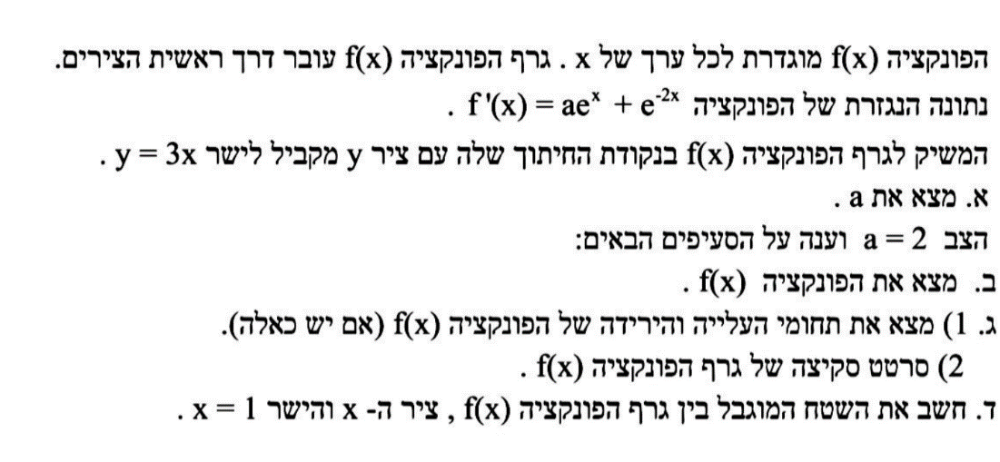 הפונקציה f(x) מוגדרת לכל ערך של x . גרף הפונקציה f(x) עובר דרך ראשית הצירים.
נתונה הנגזרת של הפונקציה f '(x) = ae^x + e^-2x .
המשיק לגרף הפונקציה f(x) בנקודת החיתוך שלה עם ציר y מקביל לישר y = 3x .
א. מצא את a .
הצב a = 2 וענה על הסעיפים הבאים:
ב. מצא את הפונקציה f(x) .
ג. 1) מצא את תחומי העלייה והירידה של הפונקציה f(x) (אם יש כאלה).
2) סרטט סקיצה של גרף הפונקציה f(x) .
ד. חשב את השטח המוגבל בין גרף הפונקציה f(x) , ציר ה- x והישר x = 1 .